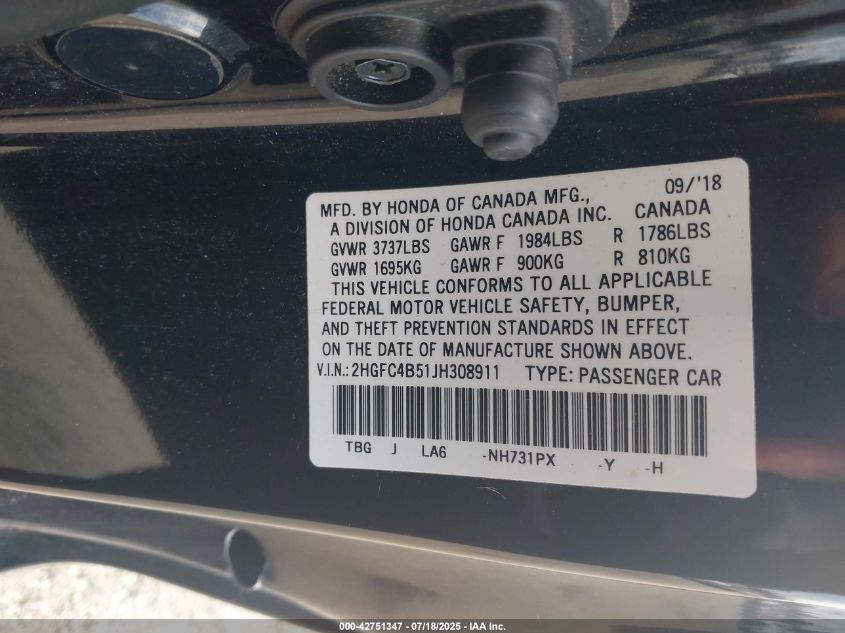 MFD. BY HONDA OF CANADA MFG., 09/'18
A DIVISION OF HONDA CANADA INC. CANADA
GVWR 3737LBS GAWR F 1984LBS R 1786LBS
GVWR 1695KG GAWR F 900KG R 810KG
THIS VEHICLE CONFORMS TO ALL APPLICABLE
FEDERAL MOTOR VEHICLE SAFETY, BUMPER,
AND THEFT PREVENTION STANDARDS IN EFFECT
ON THE DATE OF MANUFACTURE SHOWN ABOVE.
V.I.N.: 2HGFC4B51JH308911 TYPE: PASSENGER CAR
TBG J LA6 -NH731PX -Y -H
000-42751347 - 07/18/2025 - IAA Inc.